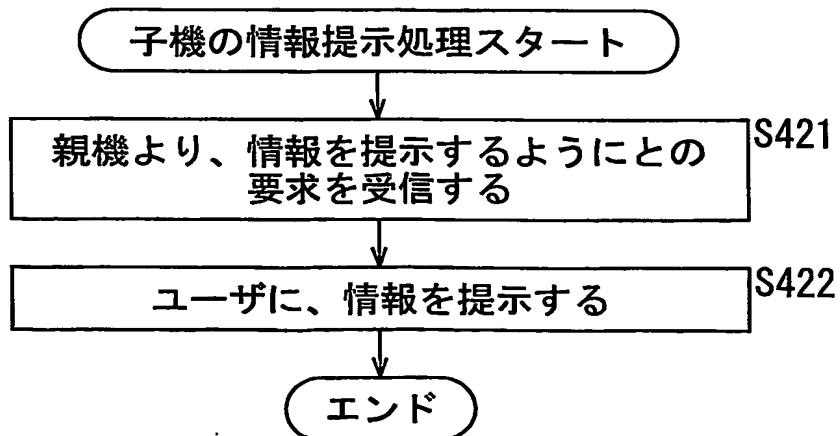 子機の情報提示処理スタート
親機より、情報を提示するようにとの
要求を受信する
S421
ユーザに、情報を提示する
S422
エンド